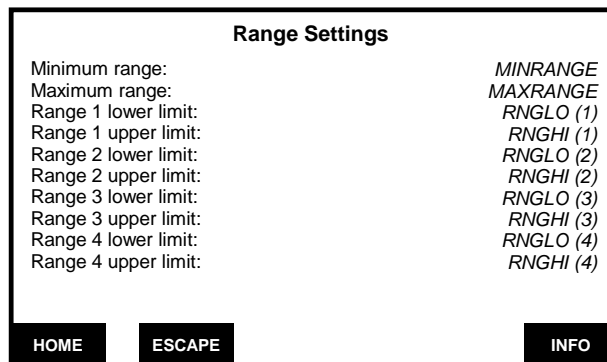 Range Settings
Minimum range: MINRANGE
Maximum range: MAXRANGE
Range 1 lower limit: RNGLO (1)
Range 1 upper limit: RNGHI (1)
Range 2 lower limit: RNGLO (2)
Range 2 upper limit: RNGHI (2)
Range 3 lower limit: RNGLO (3)
Range 3 upper limit: RNGHI (3)
Range 4 lower limit: RNGLO (4)
Range 4 upper limit: RNGHI (4)
HOME ESCAPE INFO